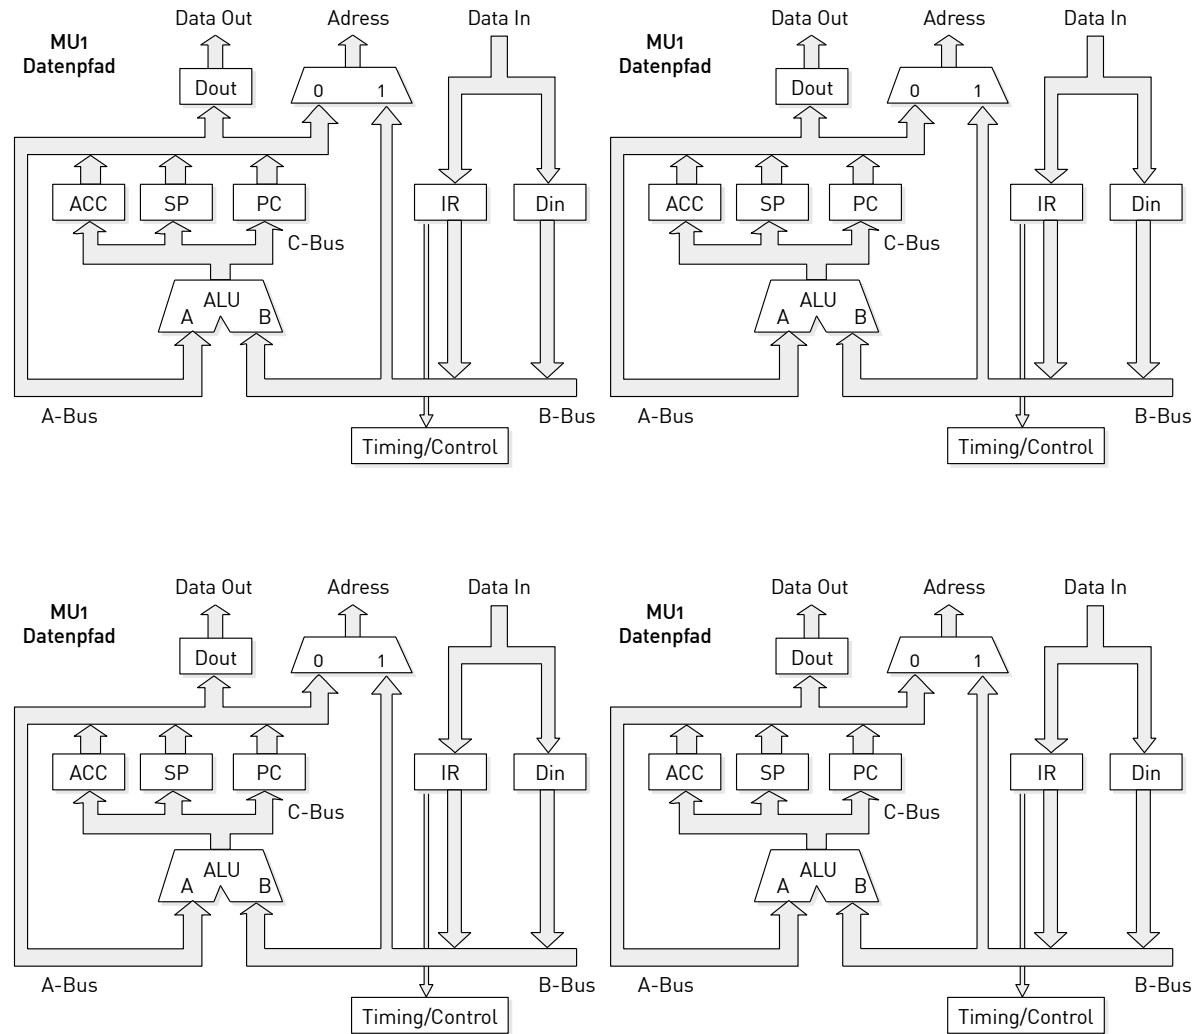 Data Out Adress Data In
MU1
Datenpfad
Dout
0 1
ACC SP PC IR Din
C-Bus
ALU
A B
A-Bus B-Bus
Timing/Control
Data Out Adress Data In
MU1
Datenpfad
Dout
0 1
ACC SP PC IR Din
C-Bus
ALU
A B
A-Bus B-Bus
Timing/Control
Data Out Adress Data In
MU1
Datenpfad
Dout
0 1
ACC SP PC IR Din
C-Bus
ALU
A B
A-Bus B-Bus
Timing/Control
Data Out Adress Data In
MU1
Datenpfad
Dout
0 1
ACC SP PC IR Din
C-Bus
ALU
A B
A-Bus B-Bus
Timing/Control